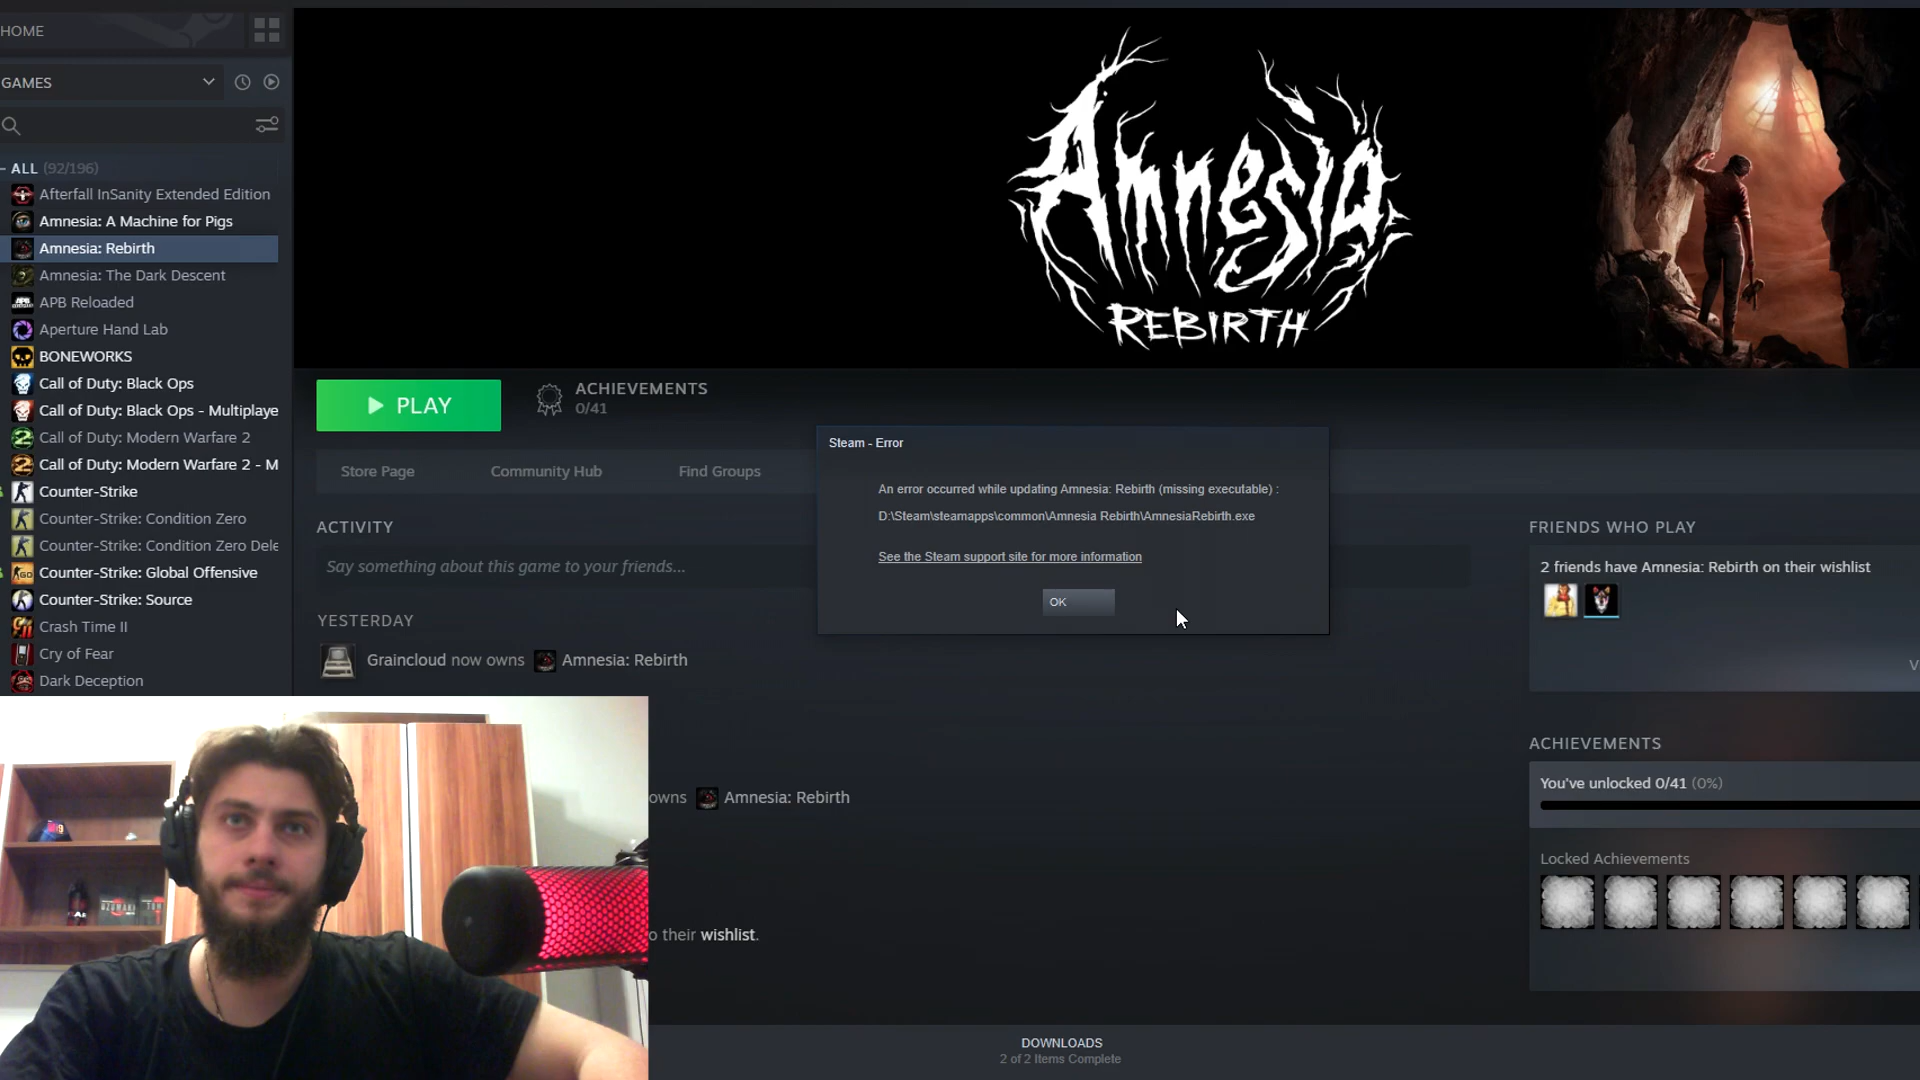 HOME
GAMES
- ALL (92/196)
Afterfall InSanity Extended Edition
Amnesia: A Machine for Pigs
Amnesia: Rebirth
Amnesia: The Dark Descent
APB Reloaded
Aperture Hand Lab
BONEWORKS
Call of Duty: Black Ops
Call of Duty: Black Ops - Multiplaye
Call of Duty: Modern Warfare 2
Call of Duty: Modern Warfare 2 - M
Counter-Strike
Counter-Strike: Condition Zero
Counter-Strike: Condition Zero Dele
Counter-Strike: Global Offensive
Counter-Strike: Source
Crash Time II
Cry of Fear
Dark Deception
Amnesia
REBIRTH
PLAY
ACHIEVEMENTS
0/41
Store Page
Community Hub
Find Groups
Steam - Error
An error occurred while updating Amnesia: Rebirth (missing executable) :
D:\Steam\steamapps\common\Amnesia Rebirth\AmnesiaRebirth.exe
See the Steam support site for more information
OK
ACTIVITY
Say something about this game to your friends...
YESTERDAY
Graincloud now owns Amnesia: Rebirth
owns Amnesia: Rebirth
o their wishlist.
FRIENDS WHO PLAY
2 friends have Amnesia: Rebirth on their wishlist
V
ACHIEVEMENTS
You've unlocked 0/41 (0%)
Locked Achievements
DOWNLOADS
2 of 2 Items Complete